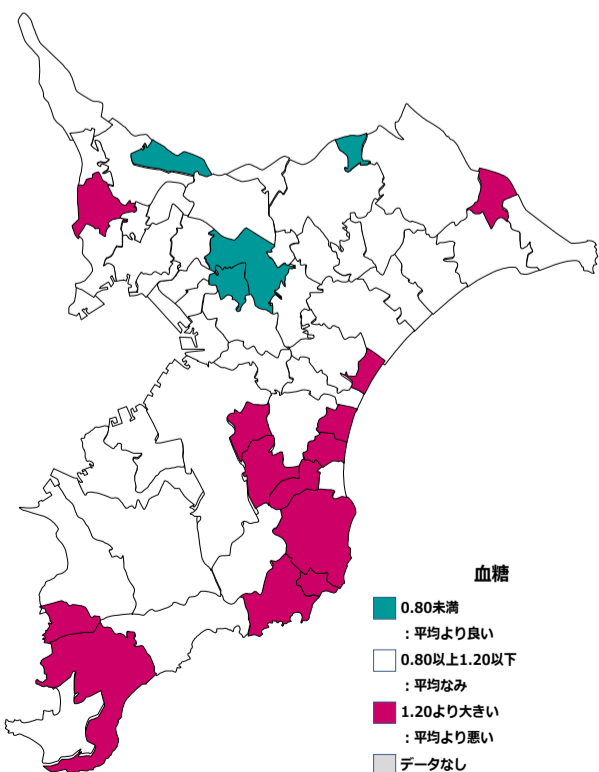 血糖
0.80未満
：平均より良い
0.80以上1.20以下
：平均なみ
1.20より大きい
：平均より悪い
データなし